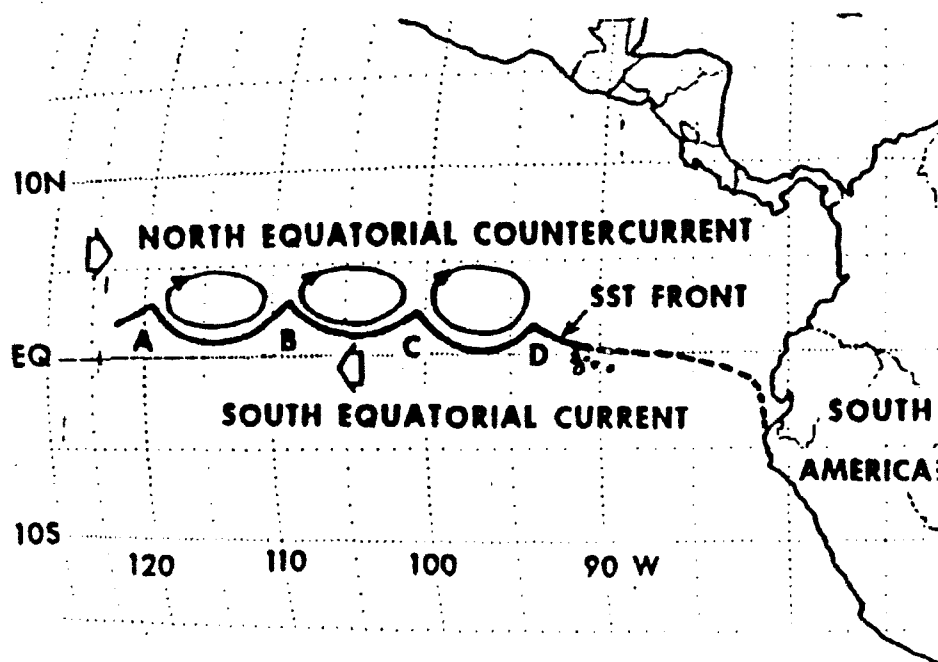 10N
NORTH EQUATORIAL COUNTERCURRENT
SST FRONT
A B C D
EQ
SOUTH EQUATORIAL CURRENT
SOUTH
AMERICA
10S
120 110 100 90 W